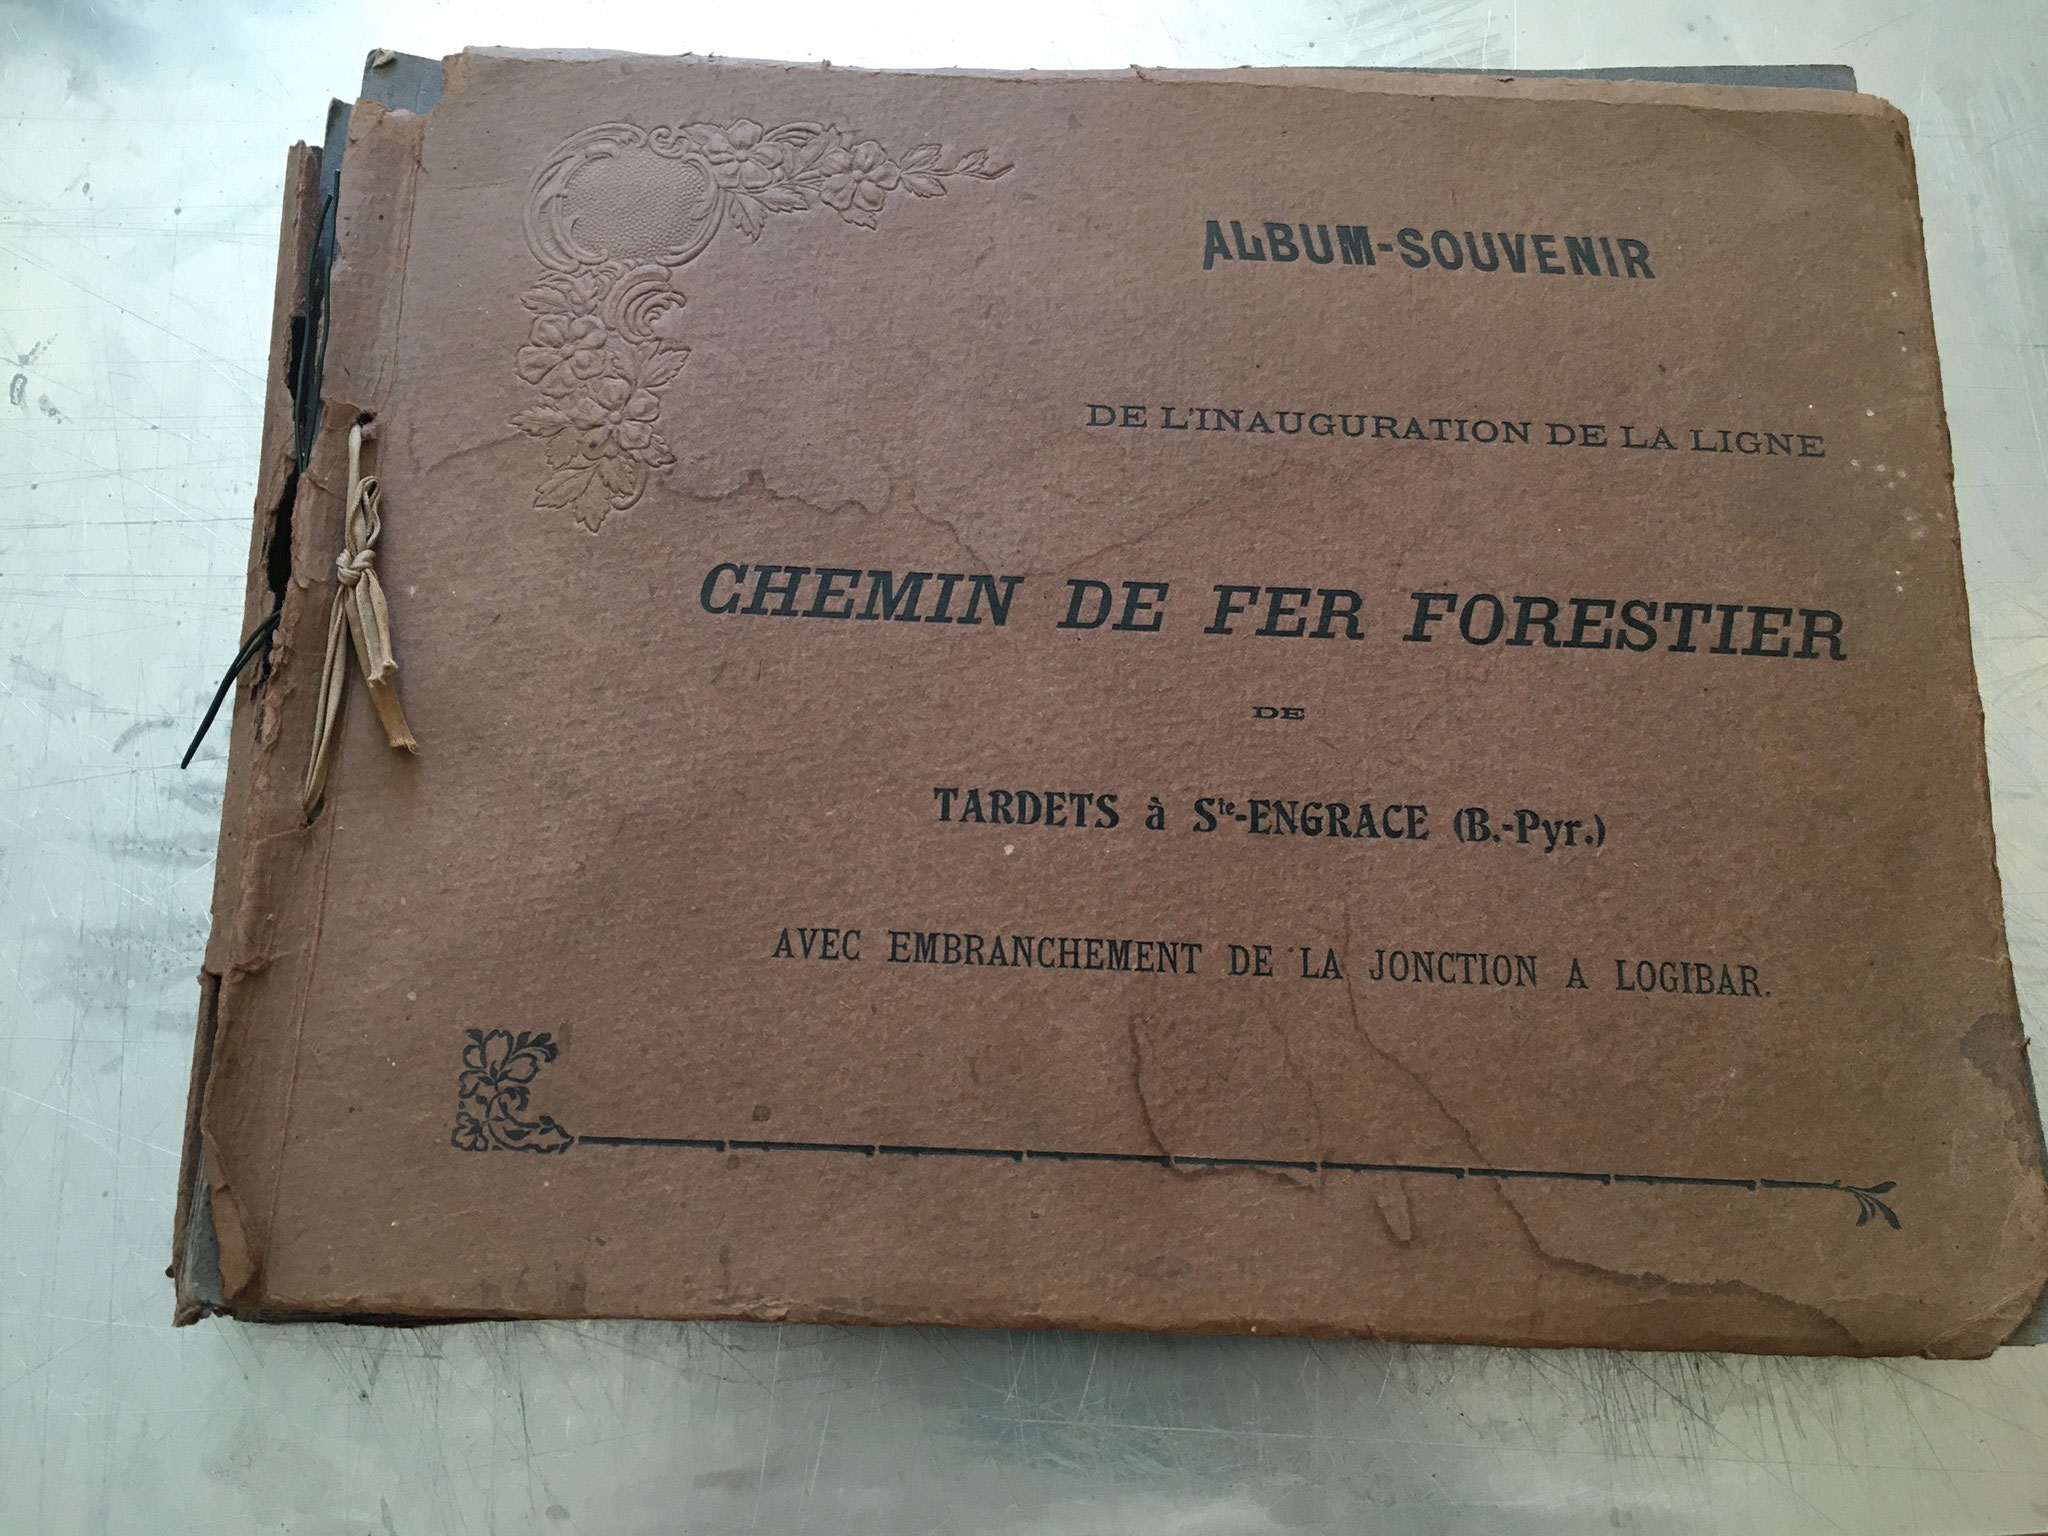 ALBUM-SOUVENIR
DE L'INAUGURATION DE LA LIGNE
CHEMIN DE FER FORESTIER
DE
TARDETS à Ste-ENGRACE (B.-Pyr.)
AVEC EMBRANCHEMENT DE LA JONCTION A LOGIBAR.